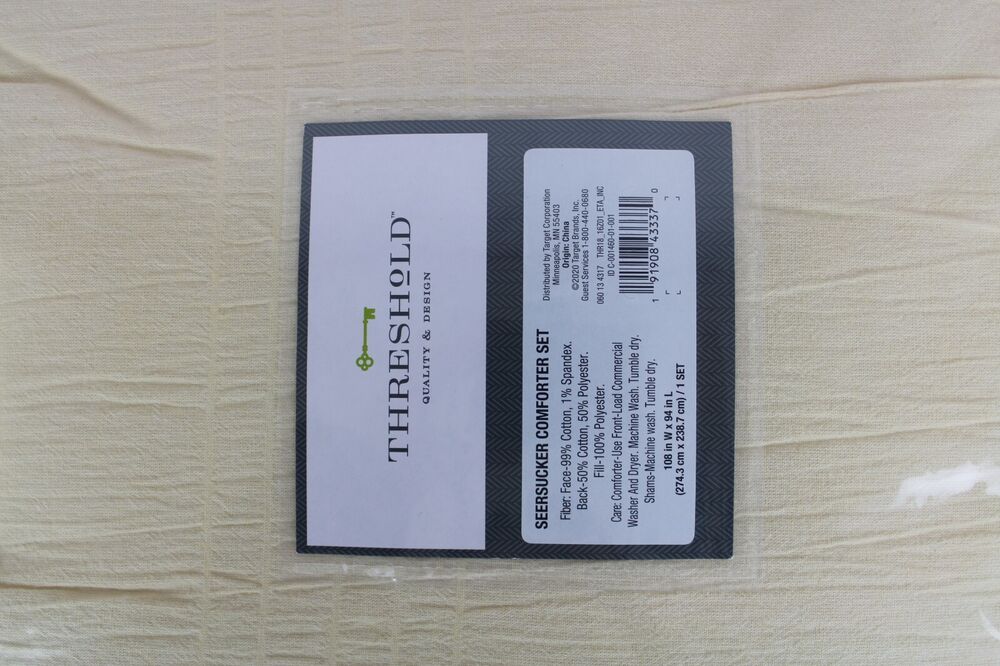 THRESHOLD™
QUALITY & DESIGN
SEERSUCKER COMFORTER SET
Fiber: Face-99% Cotton, 1% Spandex.
Back-50% Cotton, 50% Polyester.
Fill-100% Polyester.
Care: Comforter-Use Front-Load Commercial
Washer And Dryer. Machine Wash. Tumble dry.
Shams-Machine wash. Tumble dry.
108 in W x 94 in L
(274.3 cm x 238.7 cm) / 1 SET
Distributed by Target Corporation
Minneapolis, MN 55403
Origin: China
©2020 Target Brands, Inc.
Guest Services 1-800-440-0680
060 13 4317 THR18_16Z01_ETA_INC
ID C-001460-01-001
1 91908 43337 0